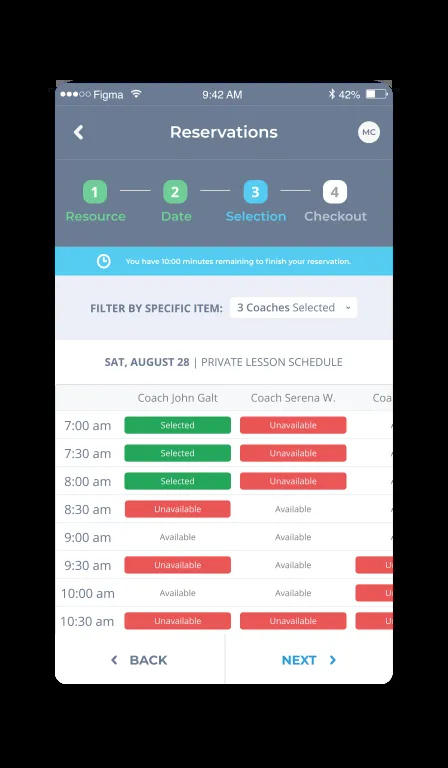 Figma 9:42 AM 42%
Reservations MC
1 2 3 4
Resource Date Selection Checkout
You have 10:00 minutes remaining to finish your reservation.
FILTER BY SPECIFIC ITEM: 3 Coaches Selected
SAT, AUGUST 28 | PRIVATE LESSON SCHEDULE
Coach John Galt Coach Serena W. Coa
7:00 am Selected Unavailable
7:30 am Selected Unavailable
8:00 am Selected Unavailable
8:30 am Unavailable Available
9:00 am Available Available
9:30 am Unavailable Available U
10:00 am Available Available U
10:30 am Unavailable Unavailable U
BACK NEXT